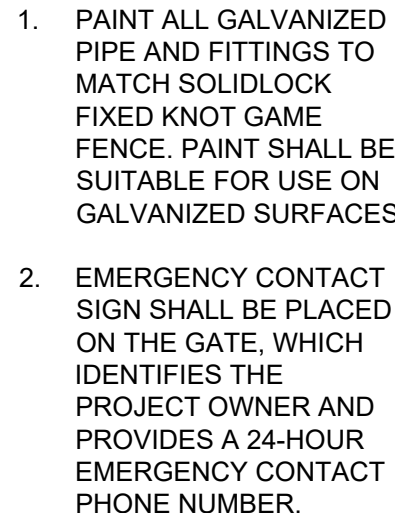 1. PAINT ALL GALVANIZED
PIPE AND FITTINGS TO
MATCH SOLIDLOCK
FIXED KNOT GAME
FENCE. PAINT SHALL BE
SUITABLE FOR USE ON
GALVANIZED SURFACES
2. EMERGENCY CONTACT
SIGN SHALL BE PLACED
ON THE GATE, WHICH
IDENTIFIES THE
PROJECT OWNER AND
PROVIDES A 24-HOUR
EMERGENCY CONTACT
PHONE NUMBER.